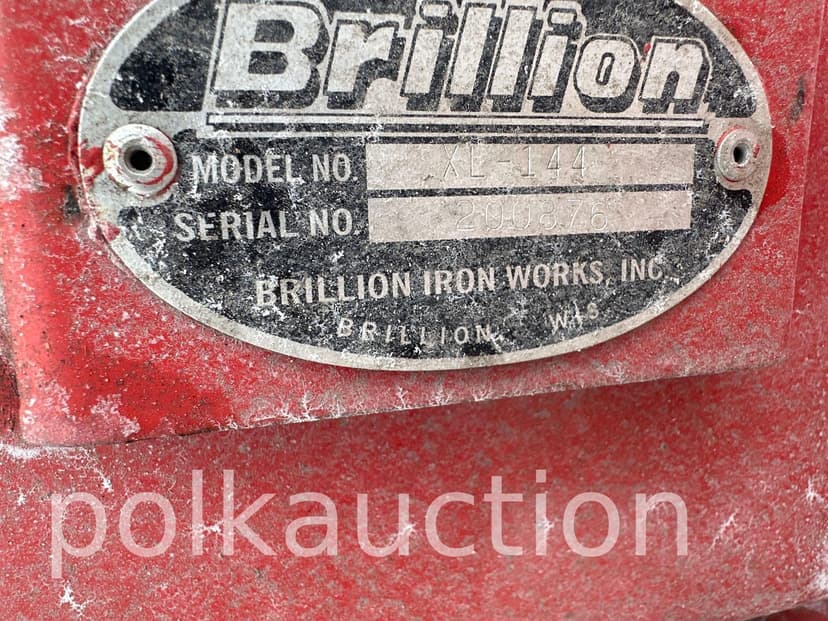 Brillion
MODEL NO. XL-144
SERIAL NO. 200876
BRILLION IRON WORKS, INC.
BRILLION, WIS.
polkauction